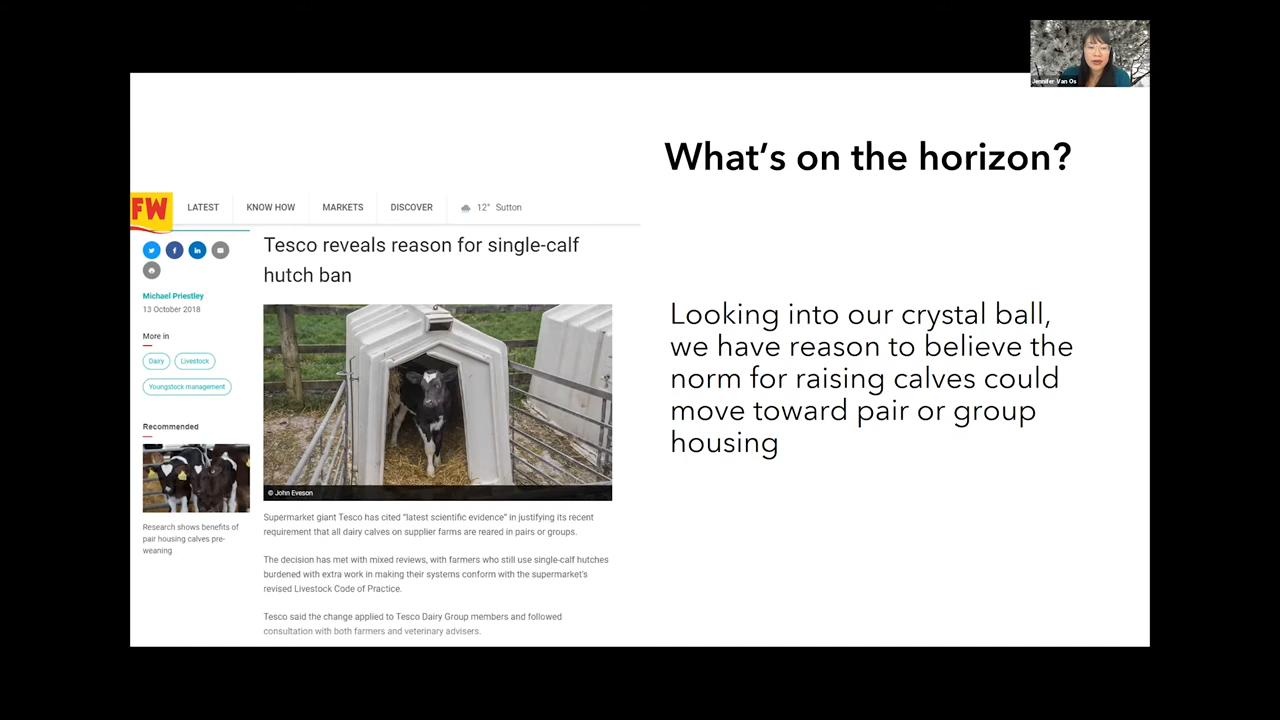 Jennifer Van Os
What's on the horizon?
FW
LATEST
KNOW HOW
MARKETS
DISCOVER
12° Sutton
Tesco reveals reason for single-calf
hutch ban
Michael Priestley
13 October 2018
More in
Dairy
Livestock
Youngstock management
Recommended
Research shows benefits of
pair housing calves pre-
weaning
© John Eveson
Supermarket giant Tesco has cited "latest scientific evidence" in justifying its recent
requirement that all dairy calves on supplier farms are reared in pairs or groups.
The decision has met with mixed reviews, with farmers who still use single-calf hutches
burdened with extra work in making their systems conform with the supermarket's
revised Livestock Code of Practice.
Tesco said the change applied to Tesco Dairy Group members and followed
consultation with both farmers and veterinary advisers.
Looking into our crystal ball,
we have reason to believe the
norm for raising calves could
move toward pair or group
housing